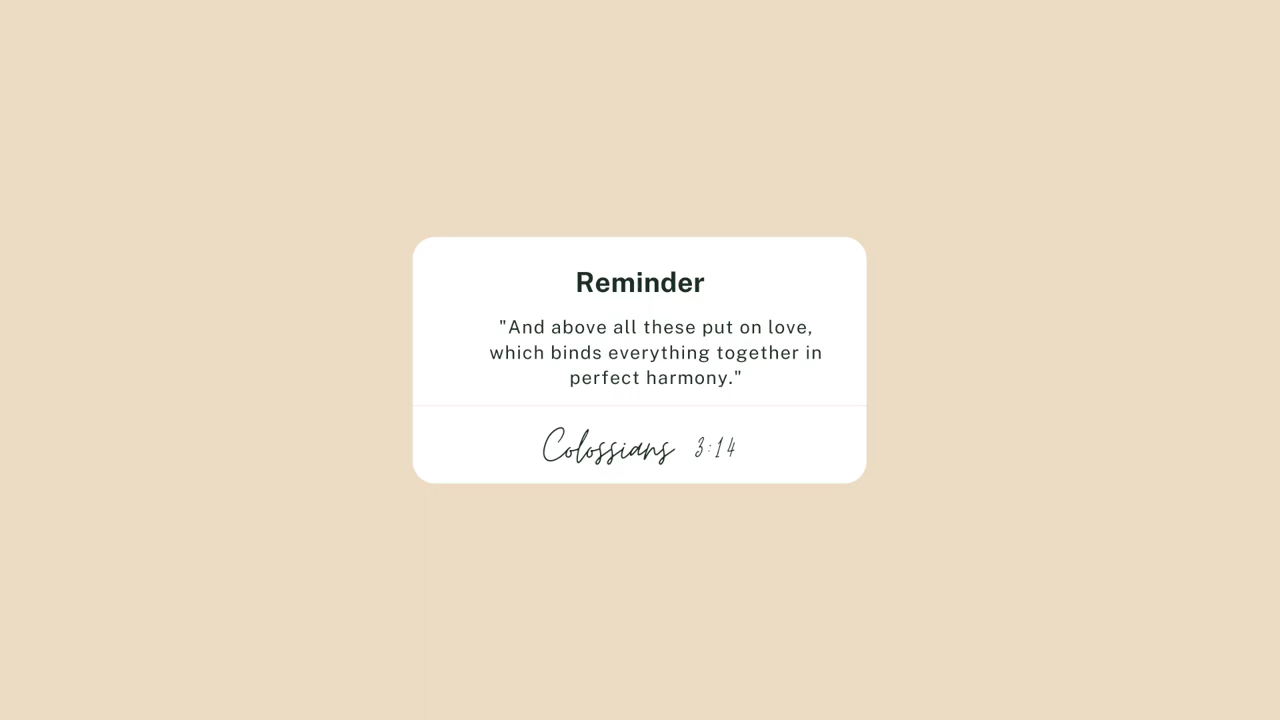 Reminder
"And above all these put on love,
which binds everything together in
perfect harmony."
Colossians 3:14